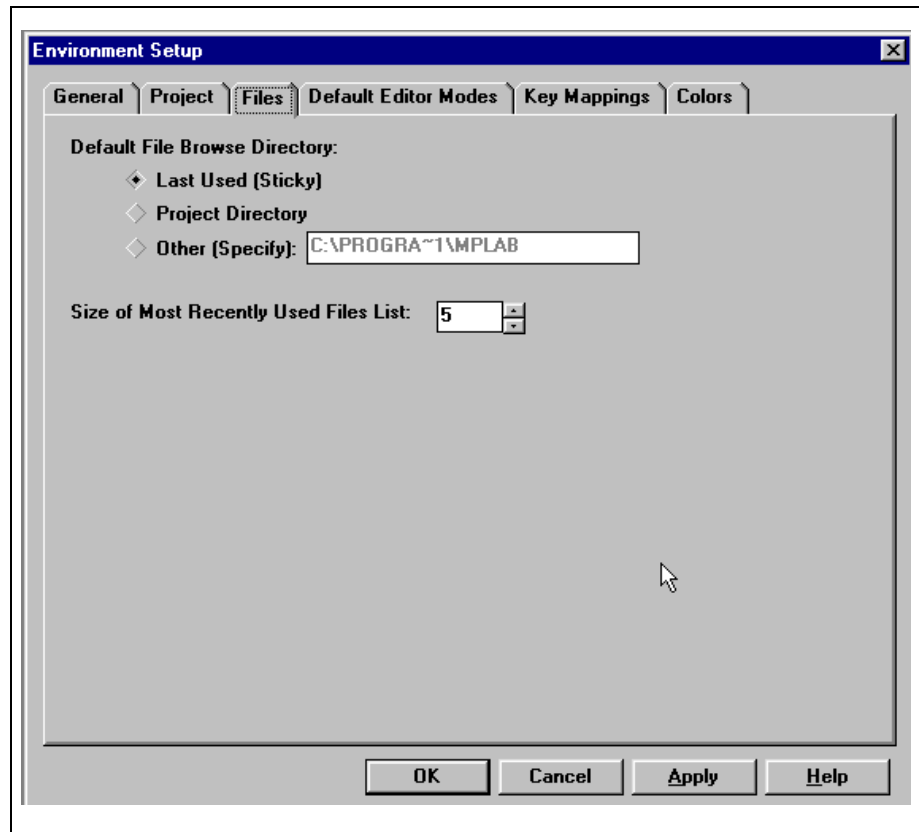 Environment Setup
General Project Files Default Editor Modes Key Mappings Colors
Default File Browse Directory:
Last Used (Sticky)
Project Directory
Other (Specify): C:\PROGRA~1\MPLAB
Size of Most Recently Used Files List: 5
OK Cancel Apply Help